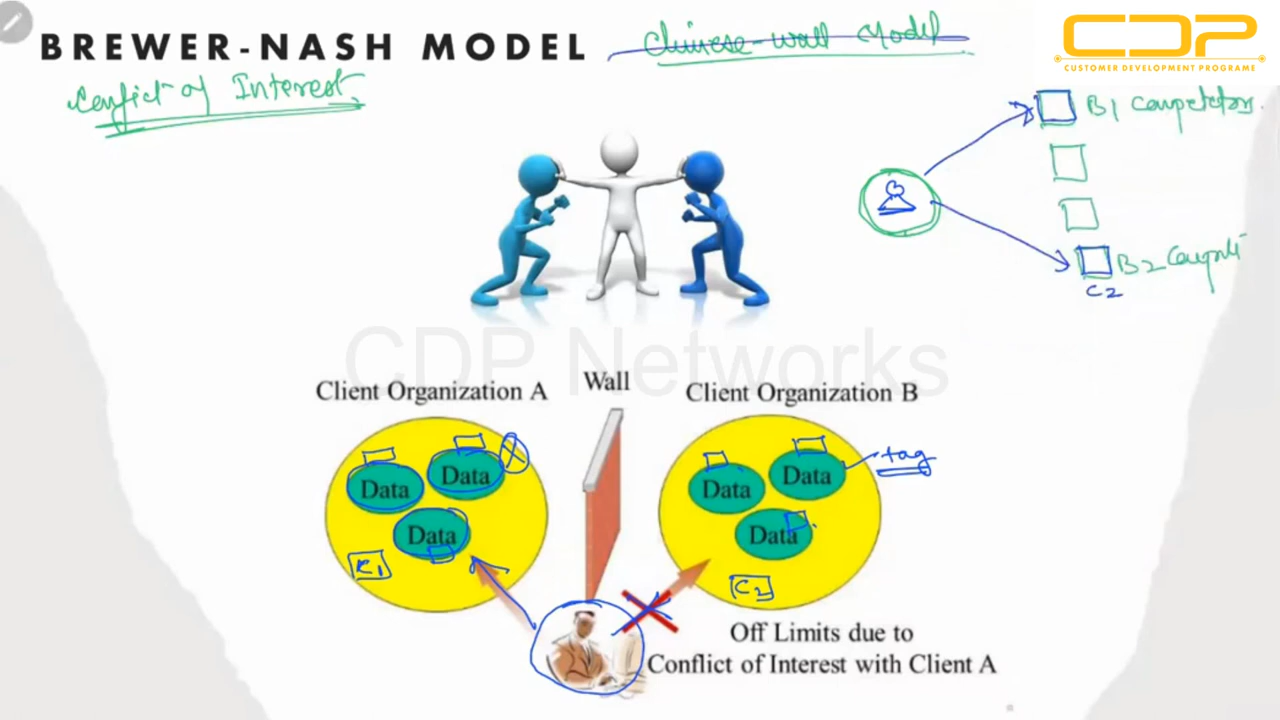 BREWER-NASH MODEL
Chinese-wall Model
CDP
CUSTOMER DEVELOPMENT PROGRAME
Conflict of Interest
B1 Competitors.
B2
C2
CDP Networks
Client Organization A
Wall
Client Organization B
Data
Data
Data
Data
Data
Data
tag
C2
Off Limits due to
Conflict of Interest with Client A